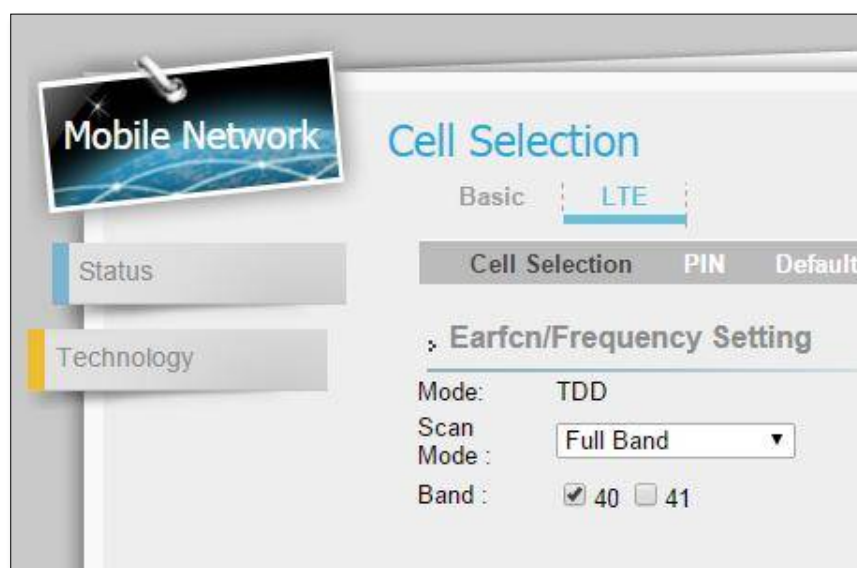 Mobile Network
Cell Selection
Basic LTE
Status
Cell Selection PIN Default
Technology
Earfcn/Frequency Setting
Mode: TDD
Scan
Mode : Full Band
Band : 40 41